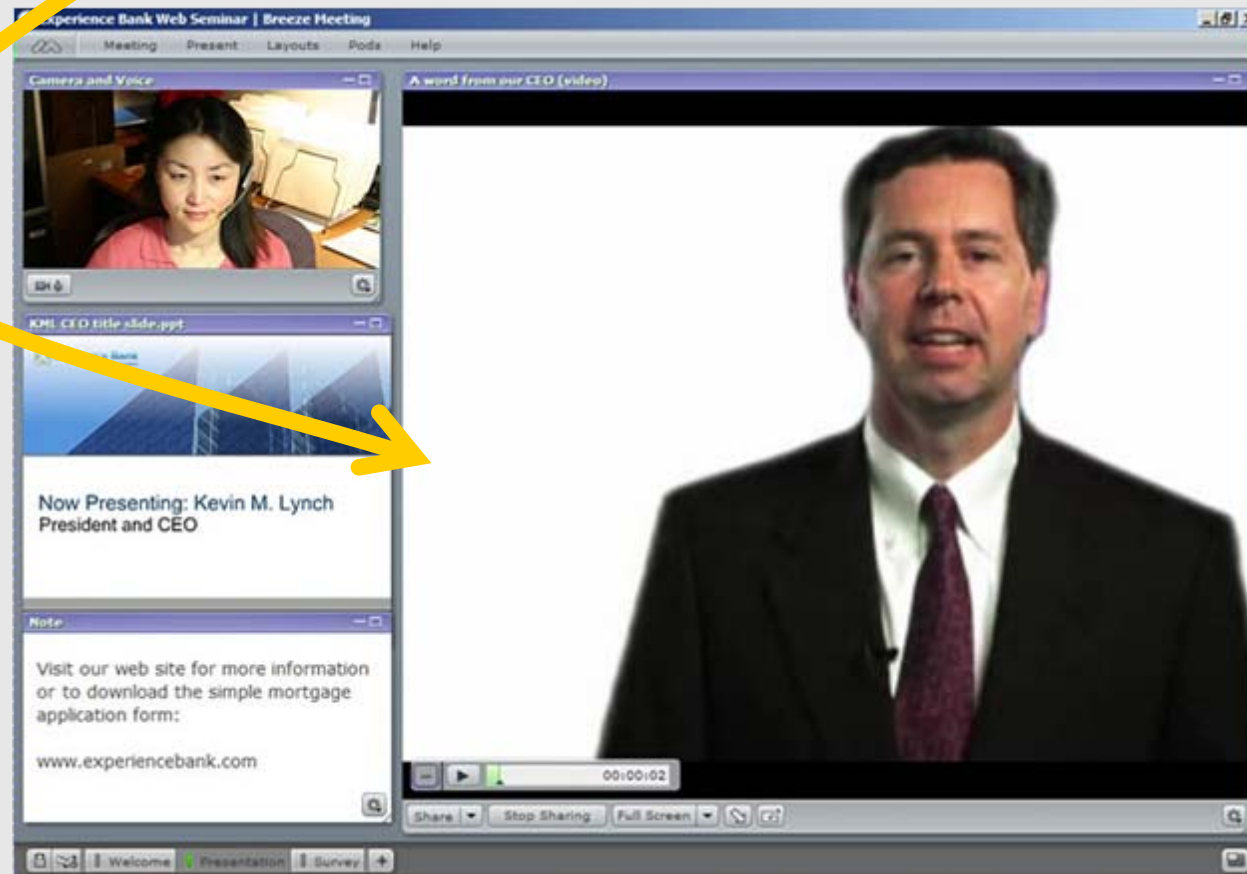 Experience Bank Web Seminar | Breeze Meeting
Meeting Present Layouts Pods Help
Camera and Voice
A word from our CEO (video)
KML CEO title slide.ppt
Bank
Now Presenting: Kevin M. Lynch
President and CEO
Note
Visit our web site for more information
or to download the simple mortgage
application form:
www.experiencebank.com
00:00:02
Share Stop Sharing Full Screen
Welcome Presentation Survey +